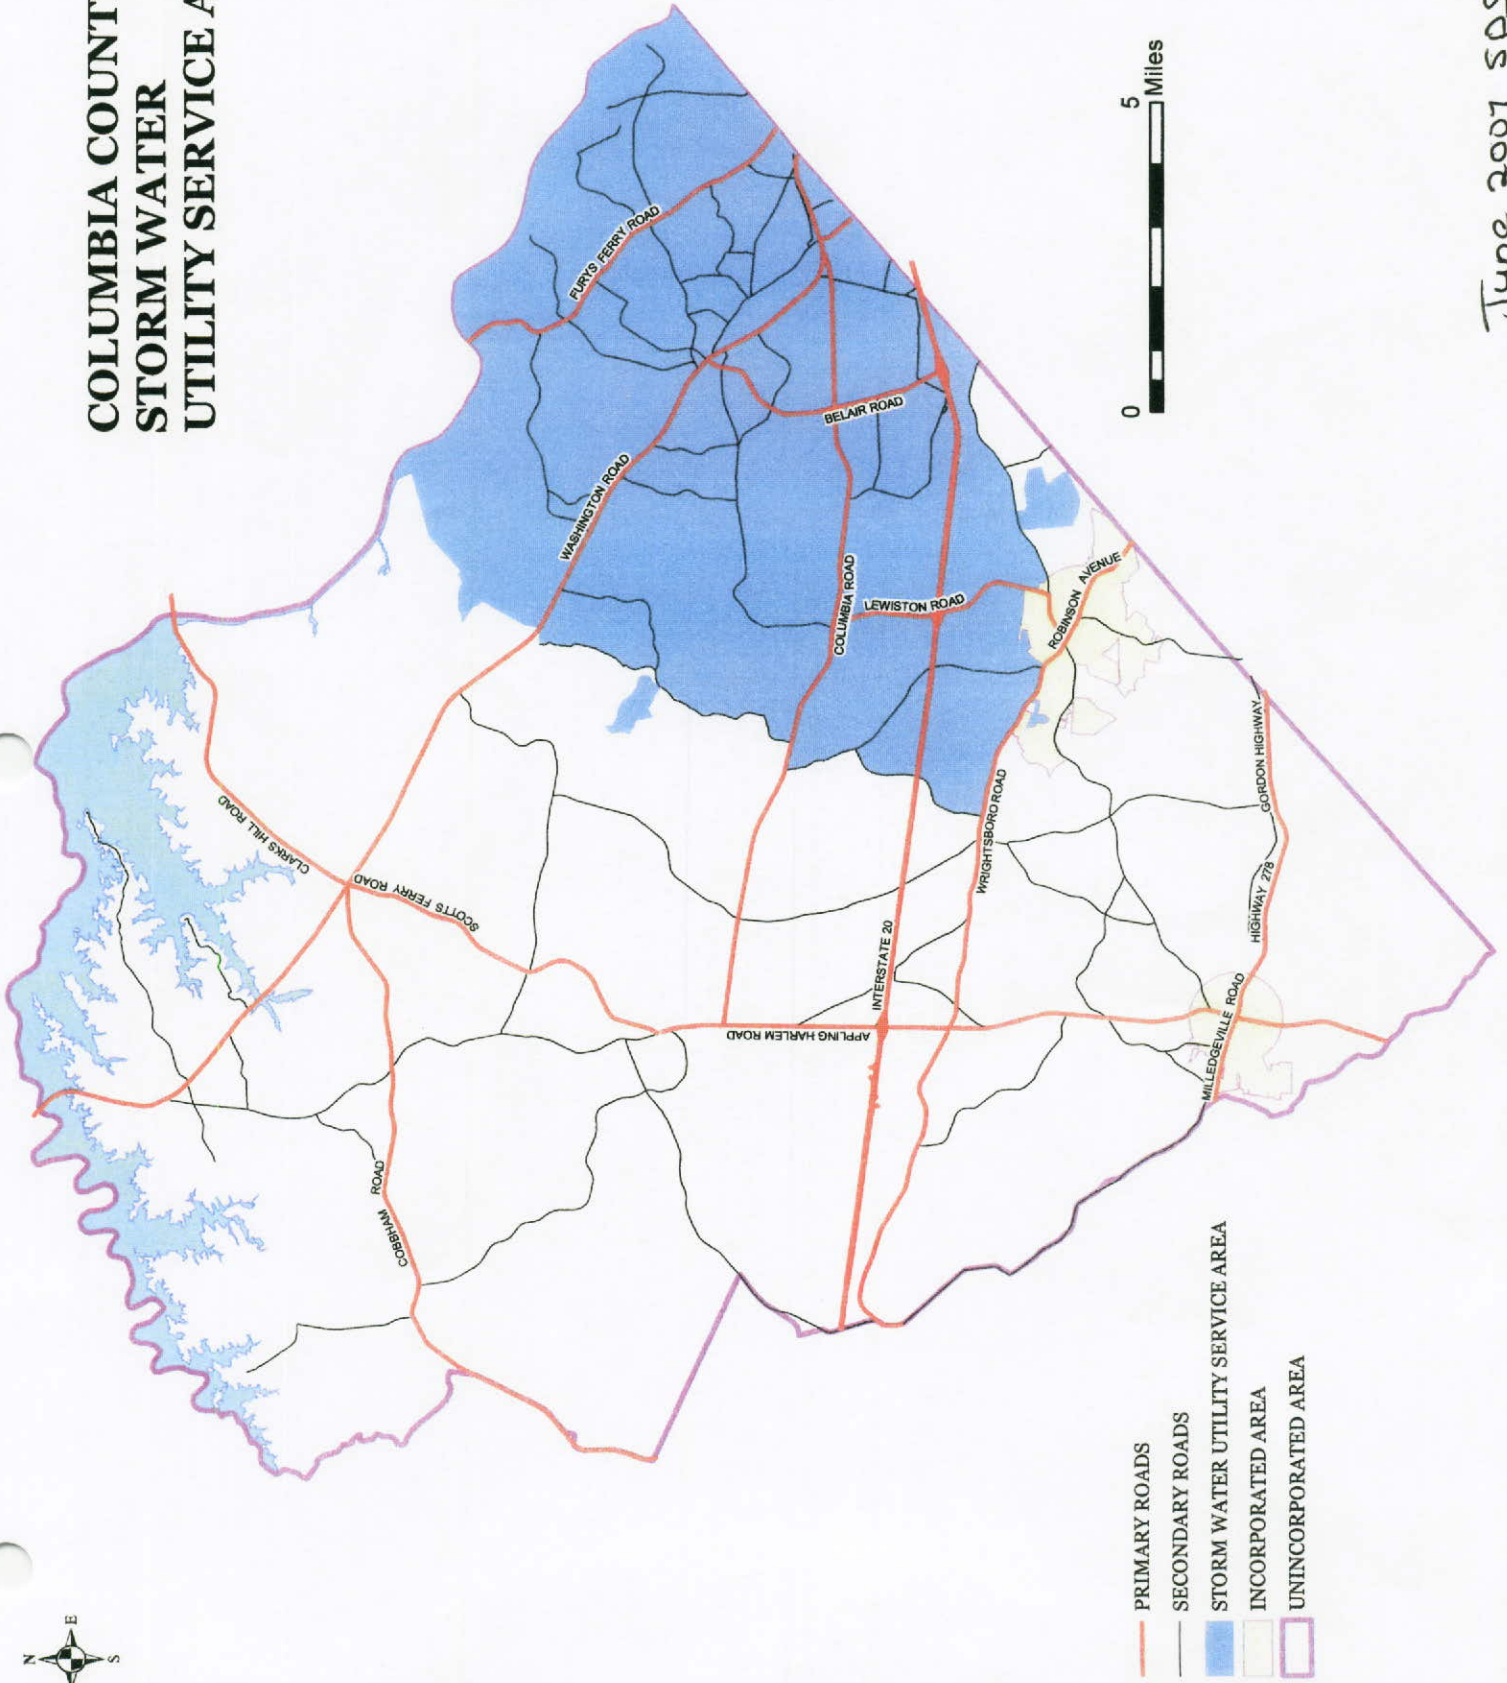 COLUMBIA COUNT
STORM WATER
UTILITY SERVICE A
N
E
S
0
5
Miles
FURYS FERRY ROAD
WASHINGTON ROAD
BELAIR ROAD
COLUMBIA ROAD
LEWISTON ROAD
ROBINSON AVENUE
CLARKS HILL ROAD
SCOTTS FERRY ROAD
COBBHAM ROAD
APPLING HARLEM ROAD
INTERSTATE 20
WRIGHTSBORO ROAD
GORDON HIGHWAY
HIGHWAY 278
MILLEDGEVILLE ROAD
PRIMARY ROADS
SECONDARY ROADS
STORM WATER UTILITY SERVICE AREA
INCORPORATED AREA
UNINCORPORATED AREA
June 2007